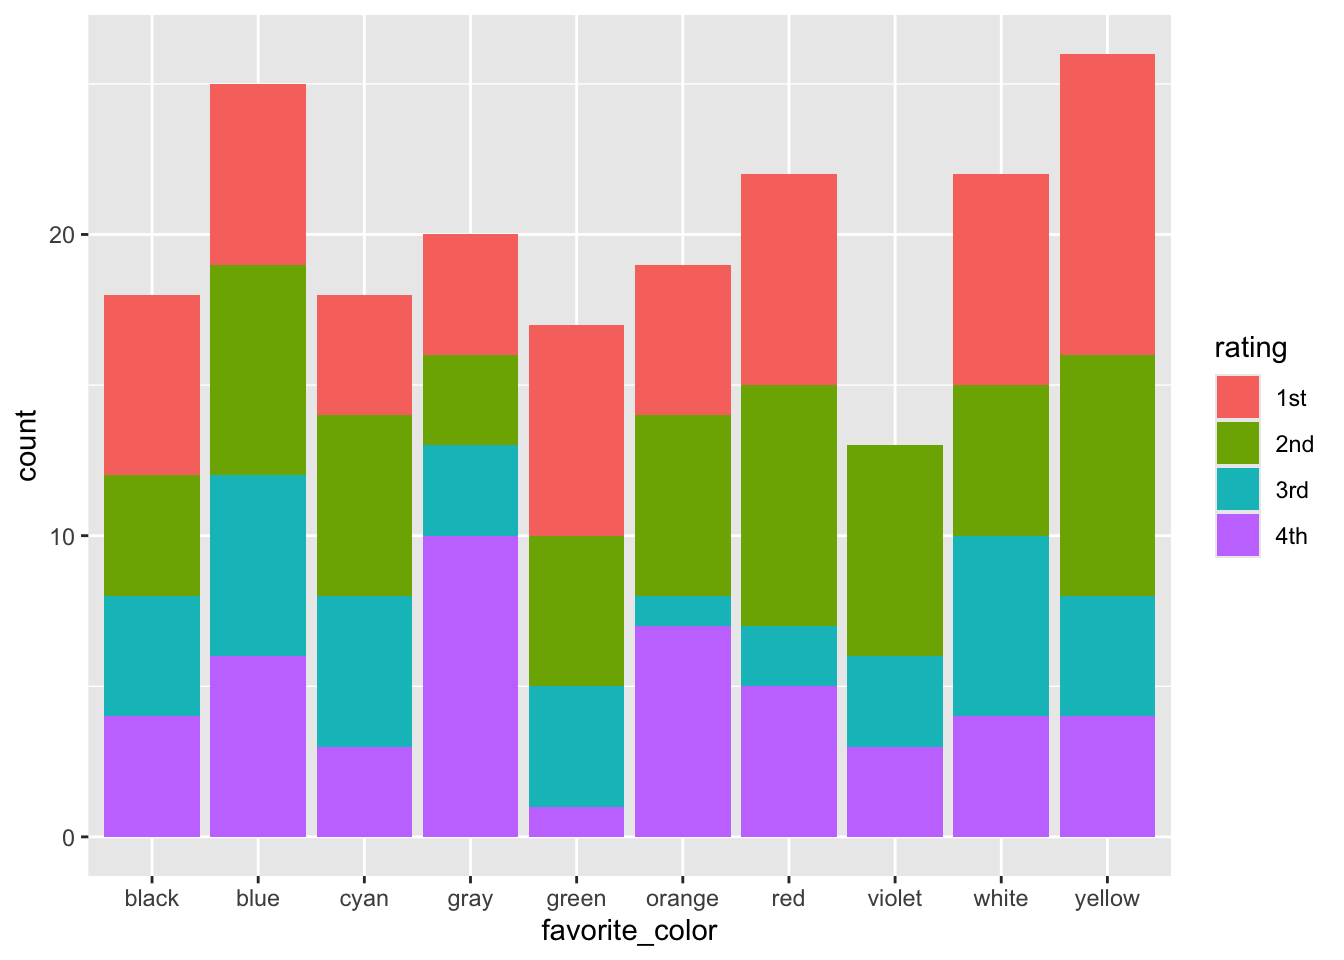 count
20
10
0
black blue cyan gray green orange red violet white yellow
favorite_color
rating
1st
2nd
3rd
4th